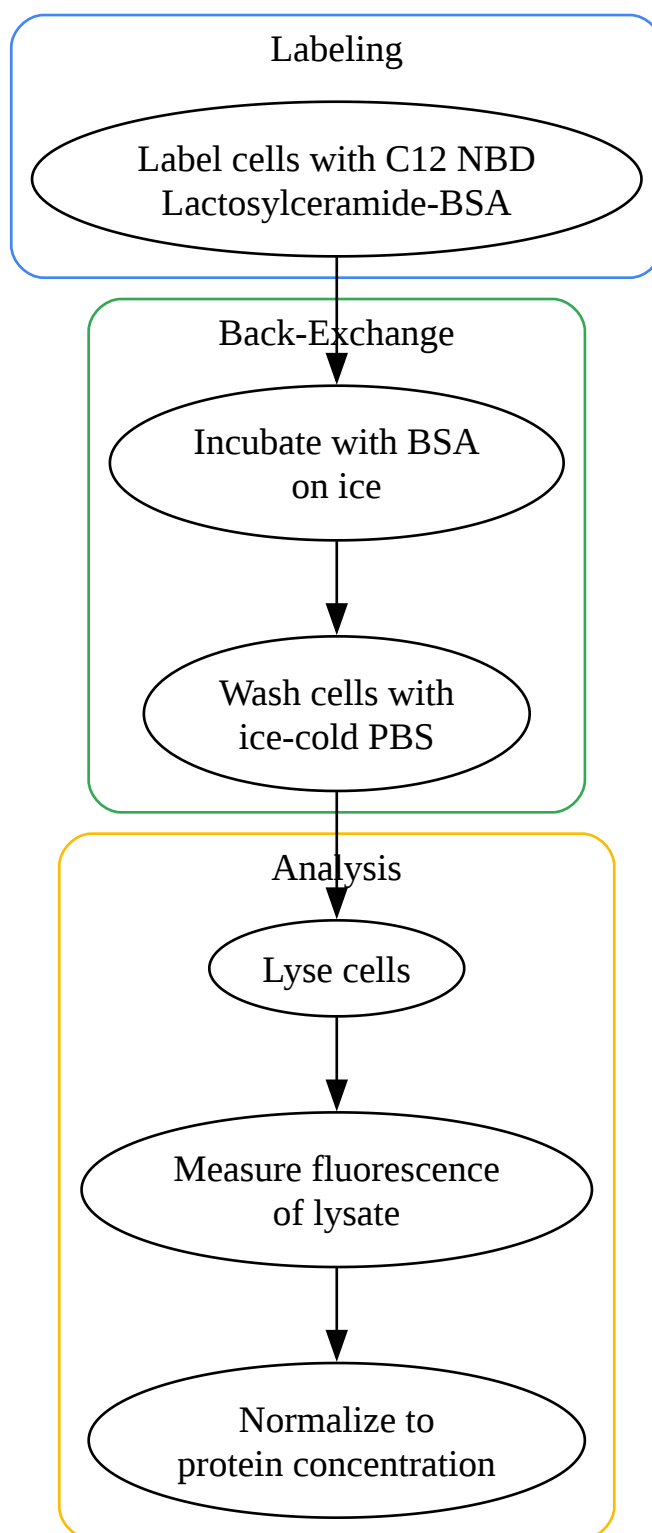 Labeling
Label cells with C12 NBD
Lactosylceramide-BSA
Back-Exchange
Incubate with BSA
on ice
Wash cells with
ice-cold PBS
Analysis
Lyse cells
Measure fluorescence
of lysate
Normalize to
protein concentration